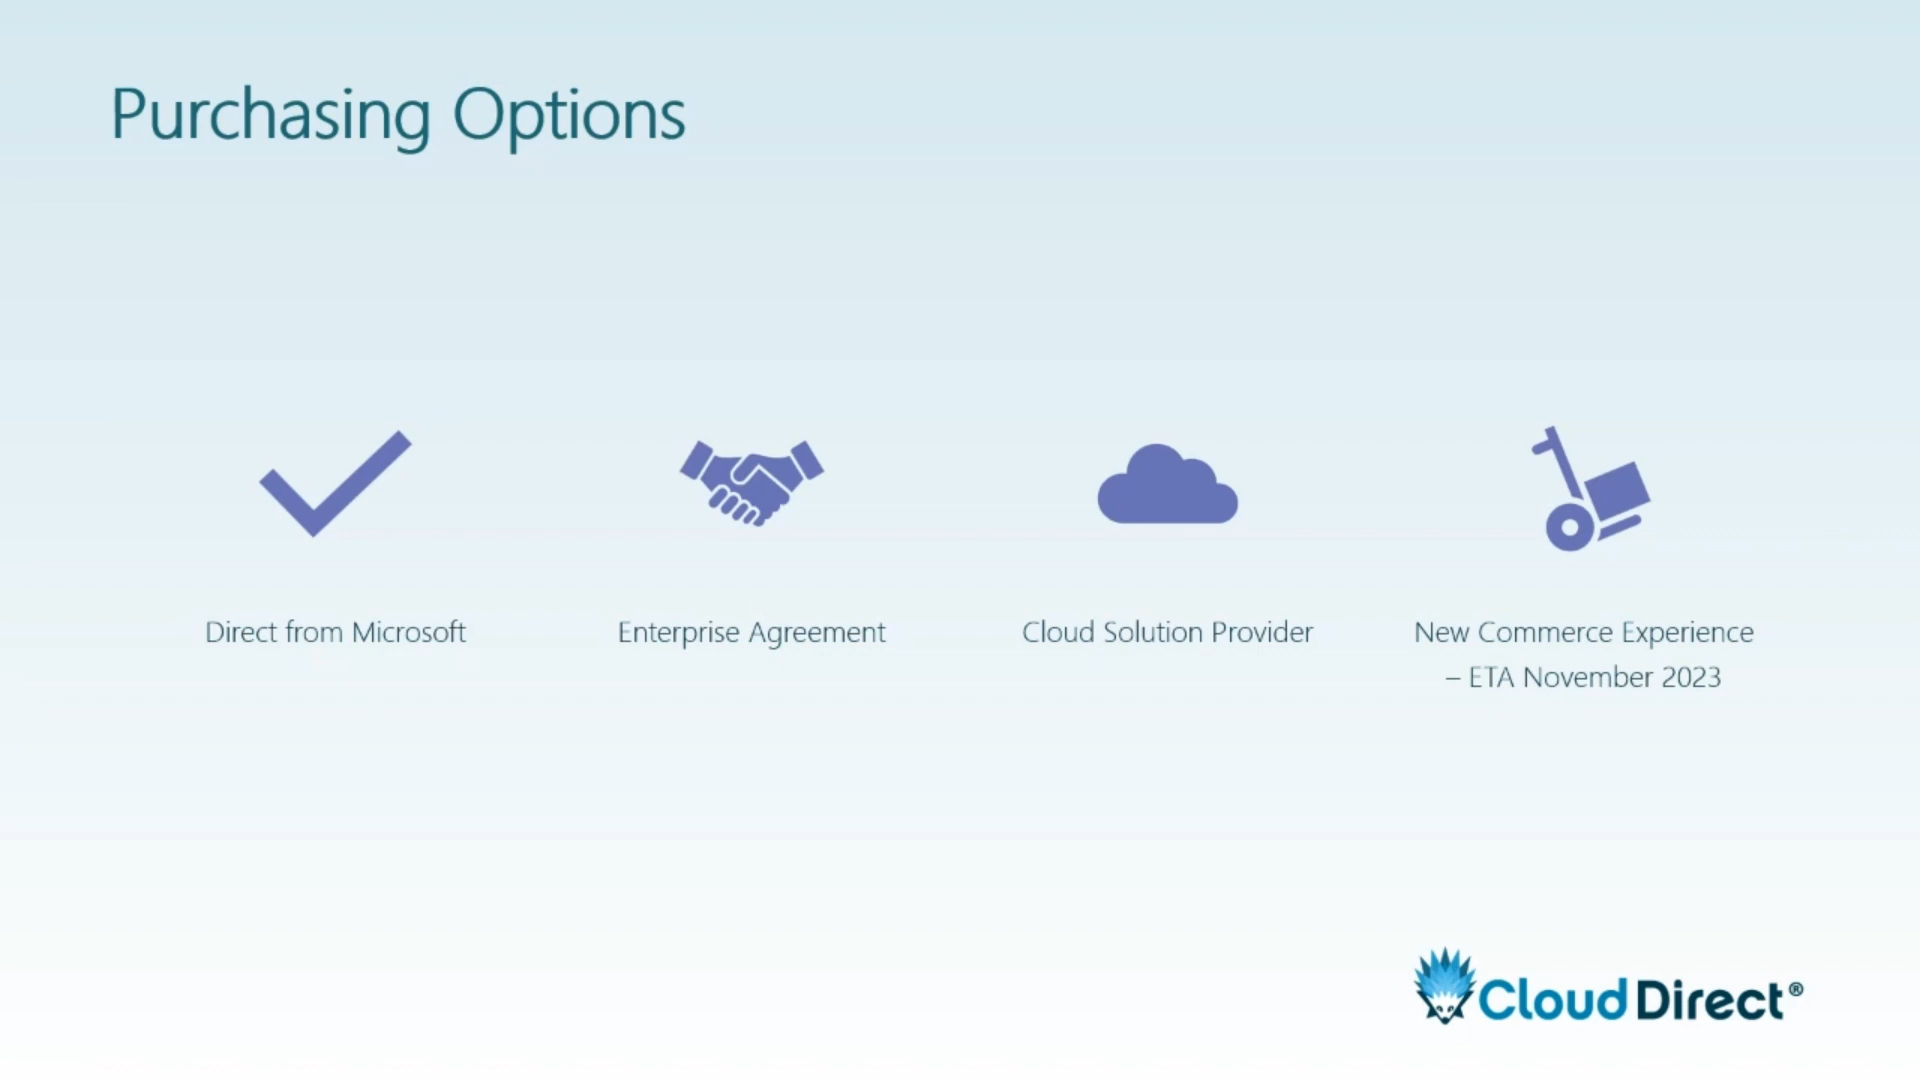 Purchasing Options
Direct from Microsoft
Enterprise Agreement
Cloud Solution Provider
New Commerce Experience
– ETA November 2023
Cloud Direct®